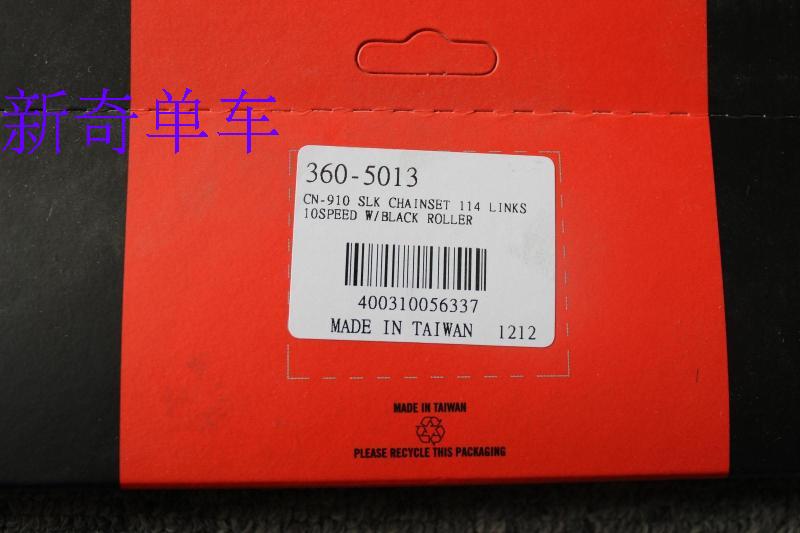 新奇单车
360-5013
CN-910 SLK CHAINSET 114 LINKS
10SPEED W/BLACK ROLLER
400310056337
MADE IN TAIWAN 1212
MADE IN TAIWAN
PLEASE RECYCLE THIS PACKAGING